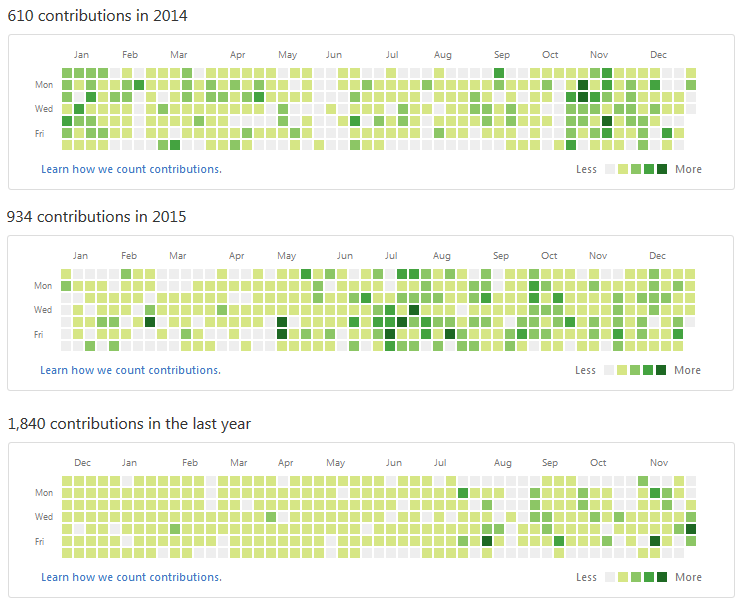 610 contributions in 2014
Jan Feb Mar Apr May Jun Jul Aug Sep Oct Nov Dec
Mon
Wed
Fri
Learn how we count contributions. Less More
934 contributions in 2015
Jan Feb Mar Apr May Jun Jul Aug Sep Oct Nov Dec
Mon
Wed
Fri
Learn how we count contributions. Less More
1,840 contributions in the last year
Dec Jan Feb Mar Apr May Jun Jul Aug Sep Oct Nov
Mon
Wed
Fri
Learn how we count contributions. Less More